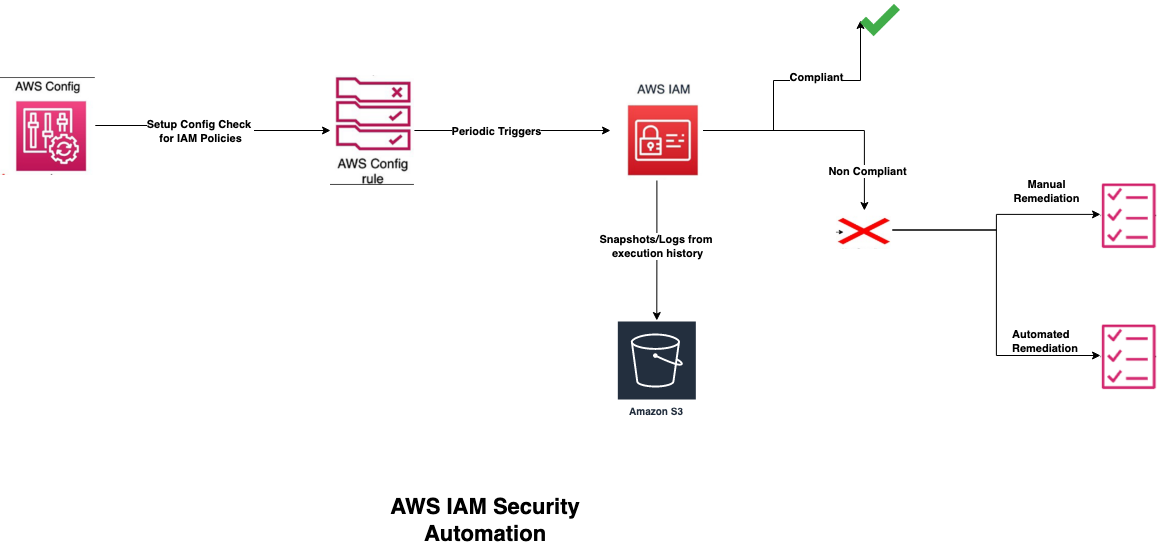 AWS Config
Setup Config Check
for IAM Policies
AWS Config
rule
Periodic Triggers
AWS IAM
Compliant
Non Compliant
Manual
Remediation
Automated
Remediation
Snapshots/Logs from
execution history
Amazon S3
AWS IAM Security
Automation